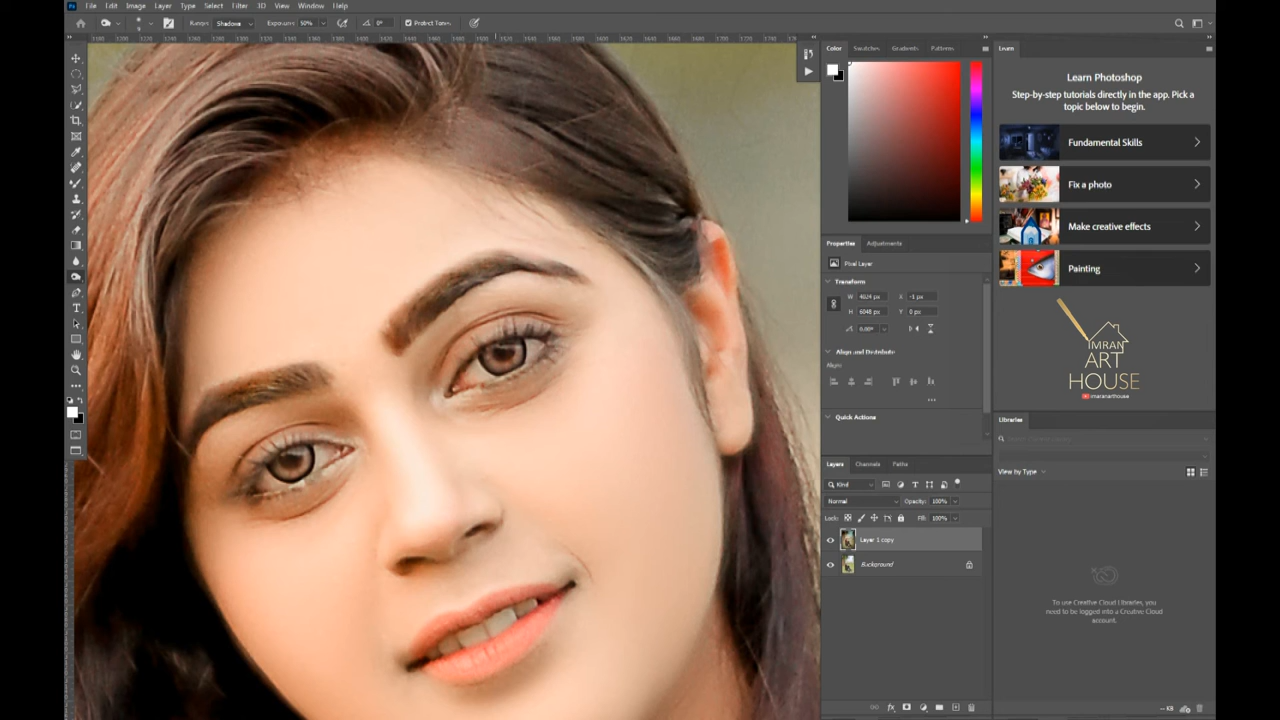 Ps File Edit Image Layer Type Select Filter 3D View Window Help
Range: Shadows Exposure: 50% 0° Protect Tones
Color Swatches Gradients Patterns
Learn
Learn Photoshop
Step-by-step tutorials directly in the app. Pick a
topic below to begin.
Fundamental Skills
Fix a photo
Make creative effects
Painting
IMRAN
ART
HOUSE
imranarthouse
Properties Adjustments
Pixel Layer
Transform
W 4024 px X -1 px
H 6048 px Y 0 px
0.00°
Align and Distribute
Align:
Quick Actions
Layers Channels Paths
Kind
Normal Opacity: 100%
Lock: Fill: 100%
Layer 1 copy
Background
Libraries
View by Type
To use Creative Cloud Libraries, you
need to be logged into a Creative Cloud
account.
-- KB